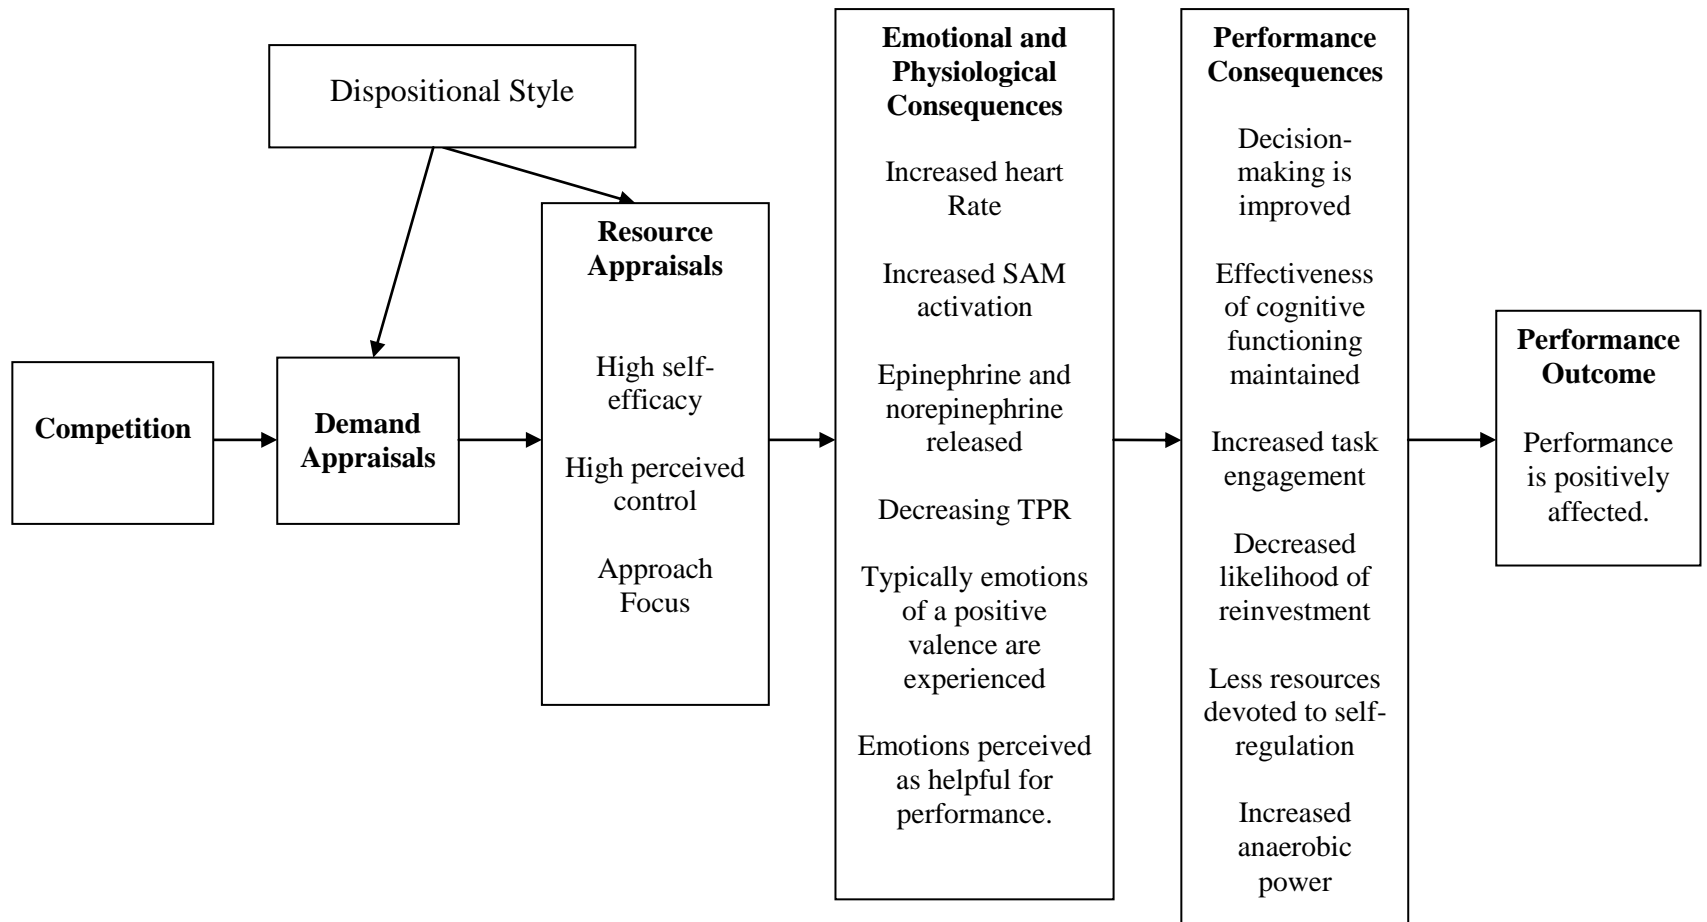 Dispositional Style
Competition
Demand
Appraisals
Resource
Appraisals
High self-
efficacy
High perceived
control
Approach
Focus
Emotional and
Physiological
Consequences
Increased heart
Rate
Increased SAM
activation
Epinephrine and
norepinephrine
released
Decreasing TPR
Typically emotions
of a positive
valence are
experienced
Emotions perceived
as helpful for
performance.
Performance
Consequences
Decision-
making is
improved
Effectiveness
of cognitive
functioning
maintained
Increased task
engagement
Decreased
likelihood of
reinvestment
Less resources
devoted to self-
regulation
Increased
anaerobic
power
Performance
Outcome
Performance
is positively
affected.